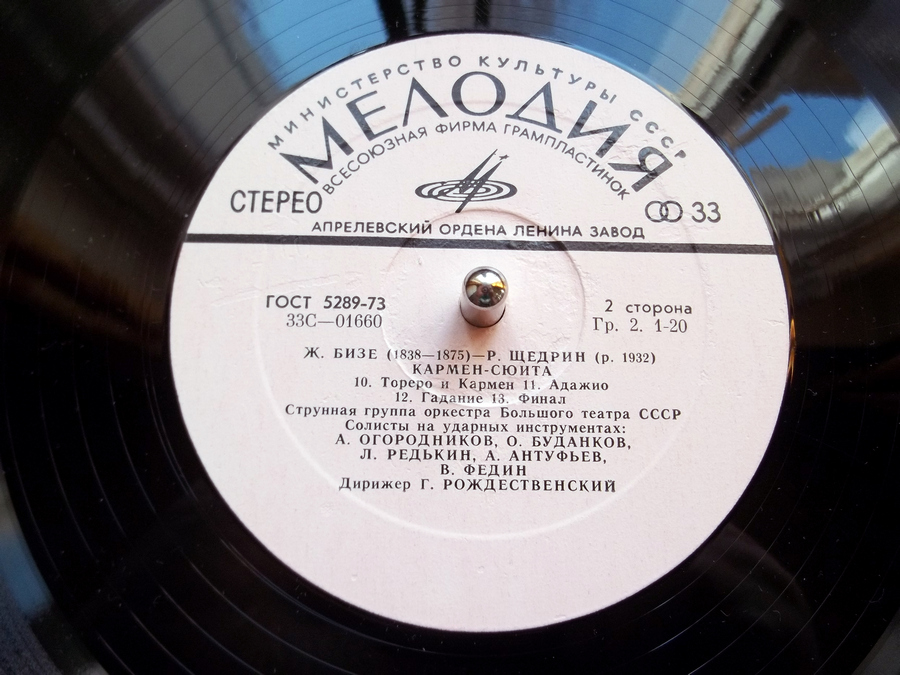 МИНИСТЕРСТВО КУЛЬТУРЫ СССР
МЕЛОДИЯ
ВСЕСОЮЗНАЯ ФИРМА ГРАМПЛАСТИНОК
СТЕРЕО
33
АПРЕЛЕВСКИЙ ОРДЕНА ЛЕНИНА ЗАВОД
ГОСТ 5289-73
2 сторона
33С—01660
Гр. 2. 1-20
Ж. БИЗЕ (1838—1875)—Р. ЩЕДРИН (р. 1932)
КАРМЕН-СЮИТА
10. Тореро и Кармен 11. Адажио
12. Гадание 13. Финал
Струнная группа оркестра Большого театра СССР
Солисты на ударных инструментах:
А. ОГОРОДНИКОВ, О. БУДАНКОВ,
Л. РЕДЬКИН, А. АНТУФЬЕВ,
В. ФЕДИН
Дирижер Г. РОЖДЕСТВЕНСКИЙ